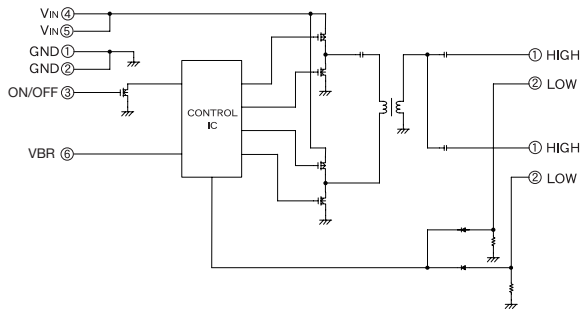 VIN ④
VIN ⑤
GND ①
GND ②
ON/OFF ③
VBR ⑥
CONTROL
IC
① HIGH
② LOW
① HIGH
② LOW